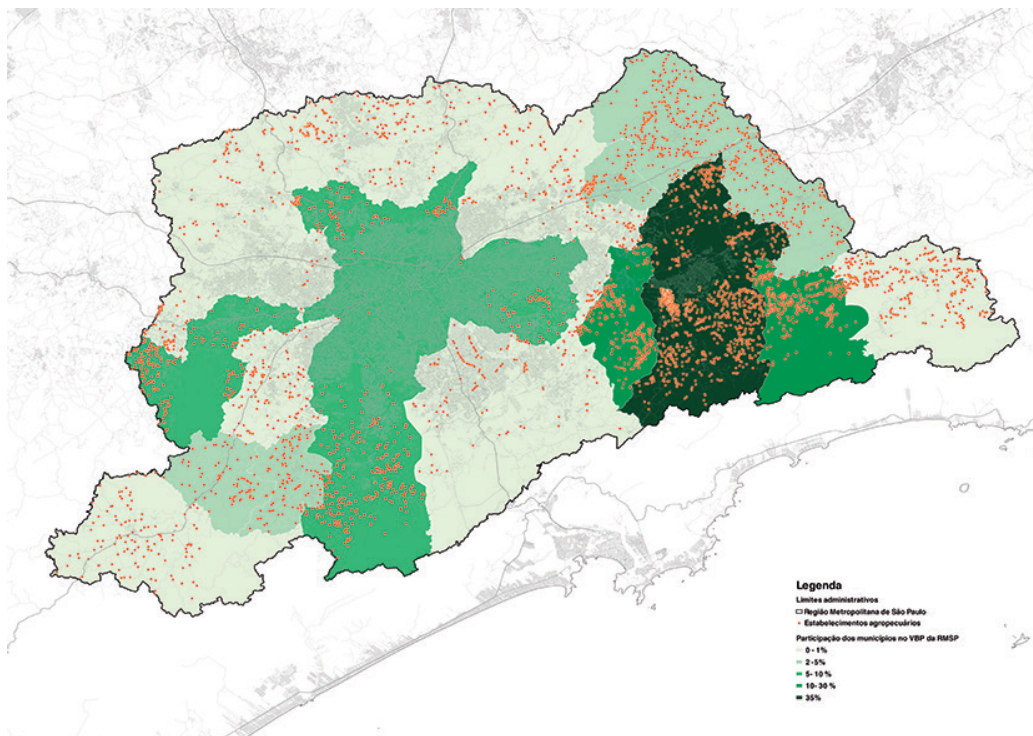 Legenda
Limites administrativos
Região Metropolitana de São Paulo
Estabelecimentos agropecuários
Participação dos municípios no VBP da RMSP
0 - 1%
2 - 5%
5 - 10 %
10- 30 %
35%